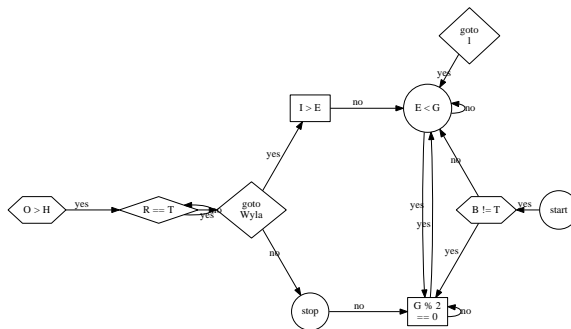 goto
1
yes
I > E
no
E < G
no
yes
no
O > H
yes
R == T
no
yes
goto
Wyla
yes
yes
B != T
yes
start
no
yes
stop
no
G % 2
== 0
no